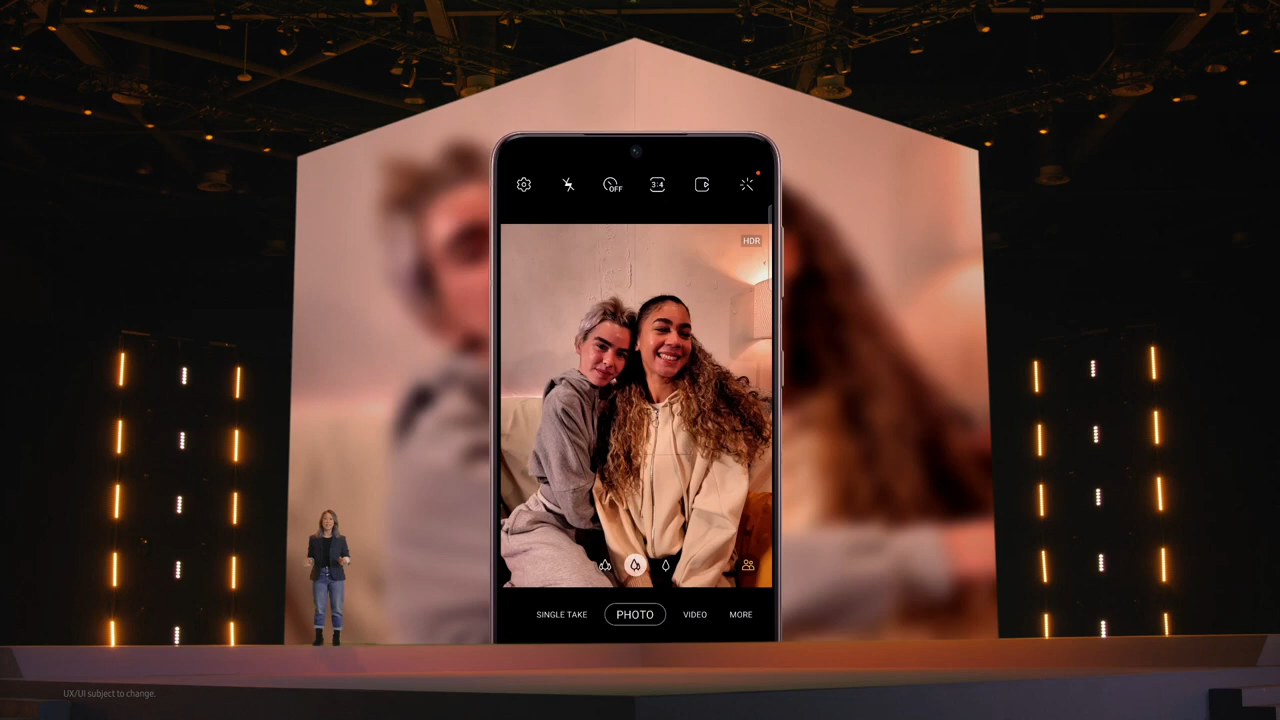 OFF
3:4
HDR
SINGLE TAKE PHOTO VIDEO MORE
UX/UI subject to change.